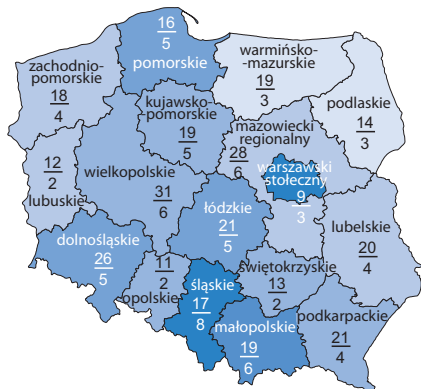 16
5
pomorskie
warmińsko-
-mazurskie
19
3
zachodnio-
pomorskie
18
4
kujawsko-
pomorskie
19
5
podlaskie
14
3
mazowiecki
regionalny
28
6
warszawski
stołeczny
9
3
12
2
lubuskie
wielkopolskie
31
6
łódzkie
21
5
lubelskie
20
4
dolnośląskie
26
5
11
2
opolskie
śląskie
17
8
świętokrzyskie
13
2
małopolskie
19
6
podkarpackie
21
4